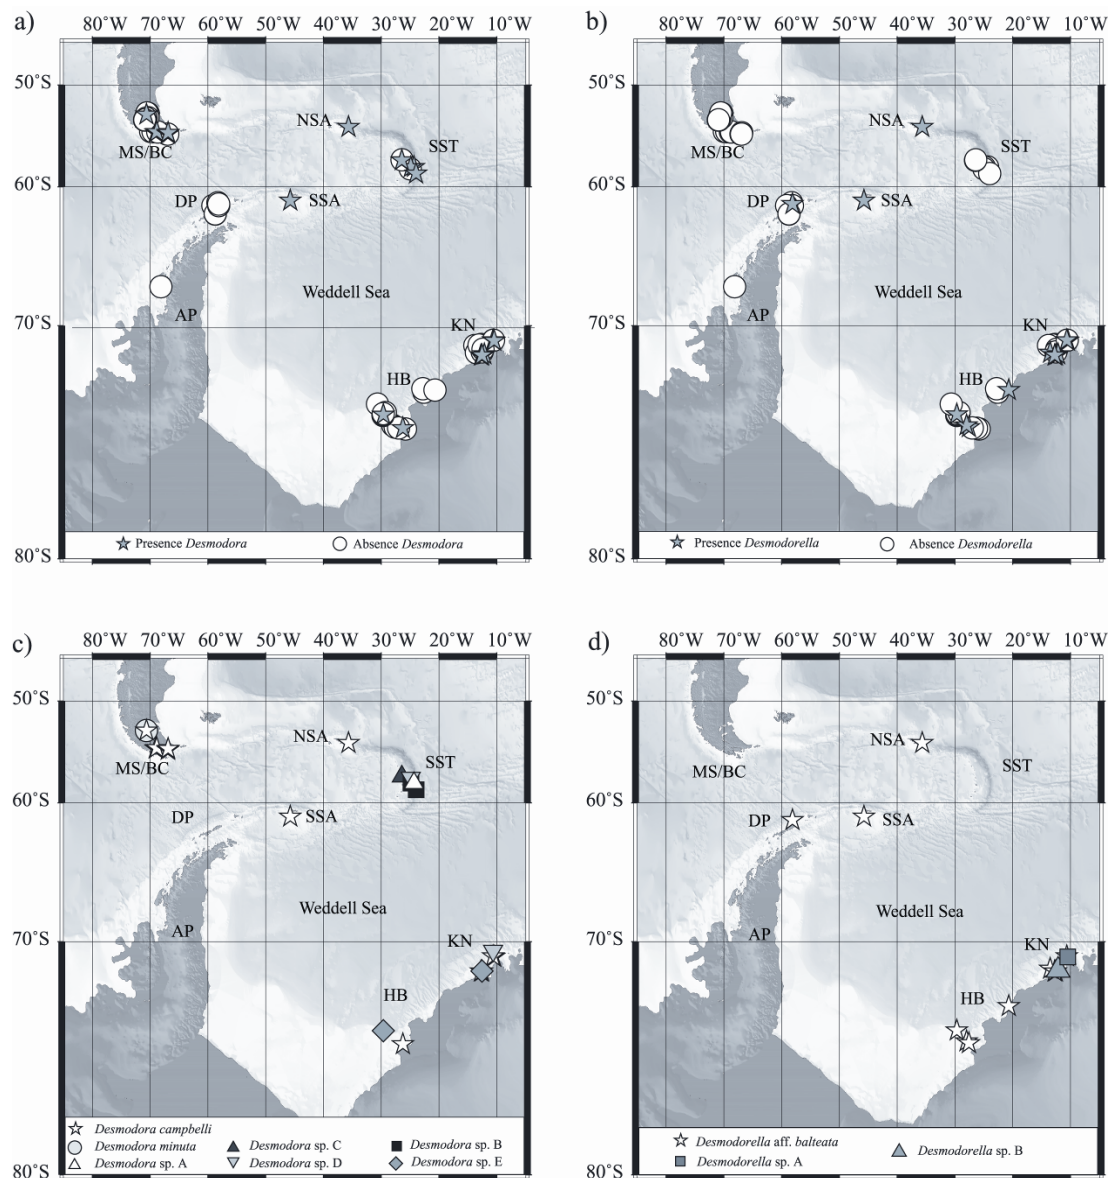 a)
80°W 70°W 60°W 50°W 40°W 30°W 20°W 10°W
50°S
NSA
SST
MS/BC
60°S
DP
SSA
Weddell Sea
AP
70°S
KN
HB
Presence Desmodora
Absence Desmodora
80°S
b)
80°W 70°W 60°W 50°W 40°W 30°W 20°W 10°W
50°S
NSA
SST
MS/BC
60°S
DP
SSA
Weddell Sea
AP
70°S
KN
HB
Presence Desmodorella
Absence Desmodorella
80°S
c)
80°W 70°W 60°W 50°W 40°W 30°W 20°W 10°W
50°S
NSA
SST
MS/BC
60°S
DP
SSA
Weddell Sea
AP
70°S
KN
HB
Desmodora campbelli
Desmodora minuta
Desmodora sp. A
Desmodora sp. C
Desmodora sp. D
Desmodora sp. B
Desmodora sp. E
80°S
d)
80°W 70°W 60°W 50°W 40°W 30°W 20°W 10°W
50°S
NSA
SST
MS/BC
60°S
DP
SSA
Weddell Sea
AP
70°S
KN
HB
Desmodorella aff. balteata
Desmodorella sp. A
Desmodorella sp. B
80°S